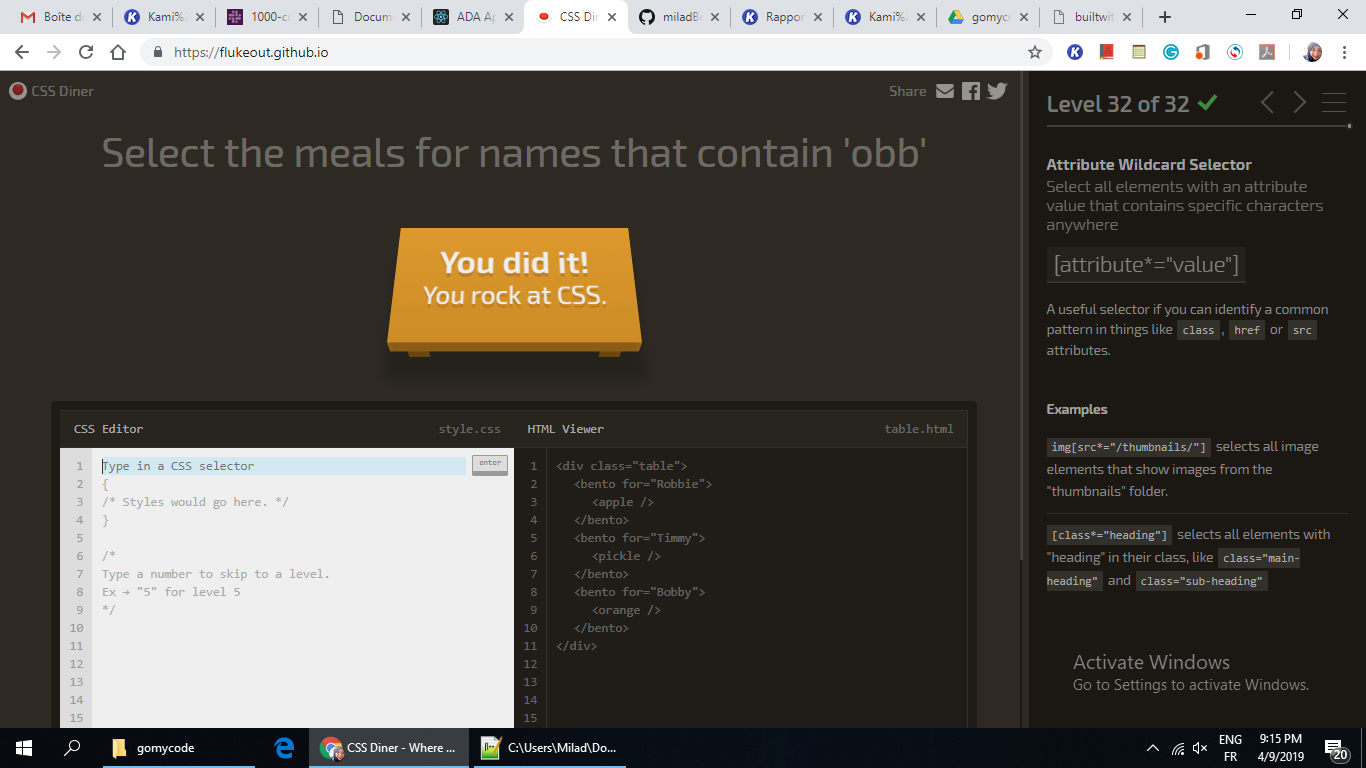 Boîte de
Kami%2
1000-co
Docum
ADA Ap
CSS Din
miladBe
Rappor
Kami%2
gomyco
builtwit
https://flukeout.github.io
CSS Diner
Share
Select the meals for names that contain 'obb'
You did it!
You rock at CSS.
CSS Editor
style.css
1 Type in a CSS selector
enter
2 {
3 /* Styles would go here. */
4 }
5
6 /*
7 Type a number to skip to a level.
8 Ex → "5" for level 5
9 */
10
11
12
13
14
15
HTML Viewer
table.html
1 <div class="table">
2 <bento for="Robbie">
3 <apple />
4 </bento>
5 <bento for="Timmy">
6 <pickle />
7 </bento>
8 <bento for="Bobby">
9 <orange />
10 </bento>
11 </div>
12
13
14
15
Level 32 of 32
Attribute Wildcard Selector
Select all elements with an attribute
value that contains specific characters
anywhere
[attribute*="value"]
A useful selector if you can identify a common
pattern in things like class , href or src
attributes.
Examples
img[src*="/thumbnails/"] selects all image
elements that show images from the
"thumbnails" folder.
[class*="heading"] selects all elements with
"heading" in their class, like class="main-
heading" and class="sub-heading"
Activate Windows
Go to Settings to activate Windows.
gomycode
CSS Diner - Where ...
C:\Users\Milad\Do...
ENG
FR
9:15 PM
4/9/2019
20